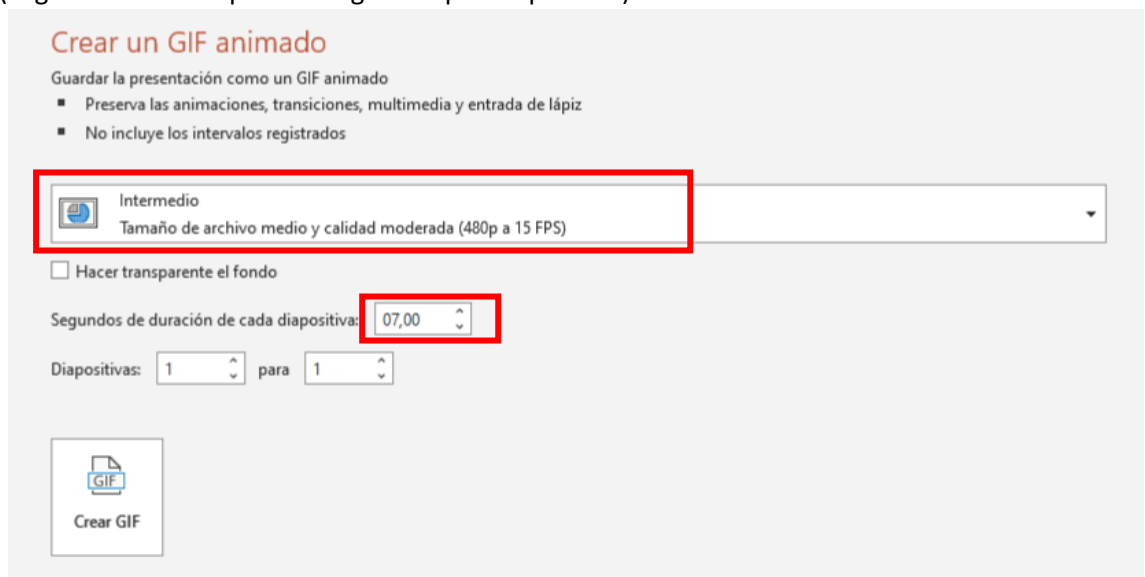 Crear un GIF animado
Guardar la presentación como un GIF animado
▪ Preserva las animaciones, transiciones, multimedia y entrada de lápiz
▪ No incluye los intervalos registrados
Intermedio
Tamaño de archivo medio y calidad moderada (480p a 15 FPS)
Hacer transparente el fondo
Segundos de duración de cada diapositiva: 07,00
Diapositivas: 1 para 1
GIF
Crear GIF